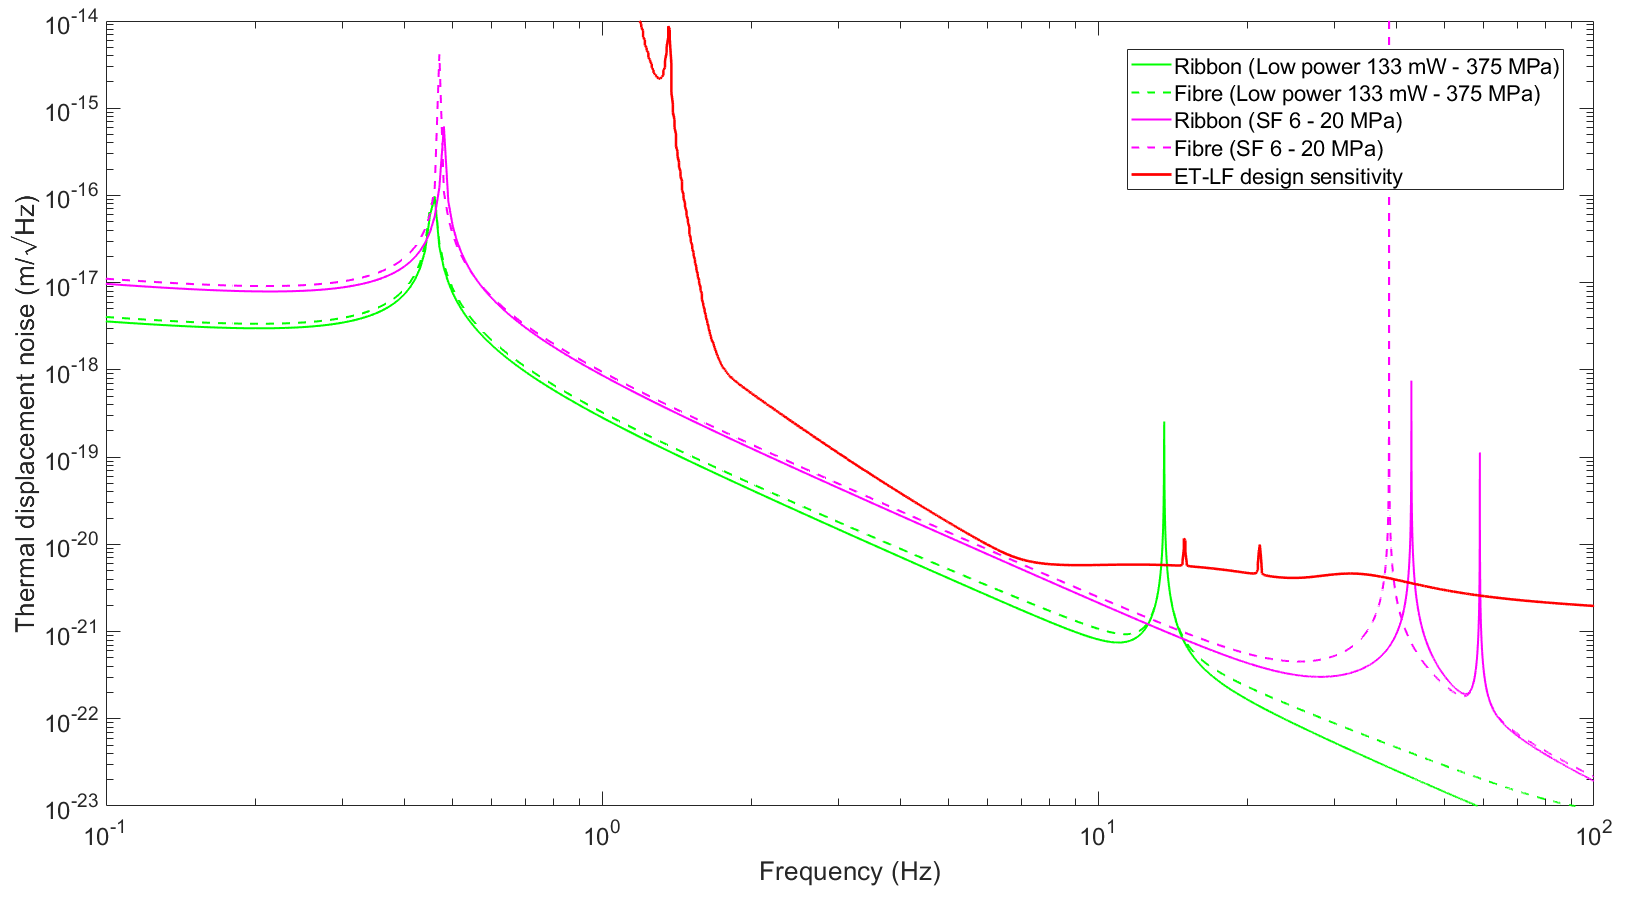 10^-14
10^-15
10^-16
10^-17
10^-18
10^-19
10^-20
10^-21
10^-22
10^-23
Thermal displacement noise (m/√Hz)
Ribbon (Low power 133 mW - 375 MPa)
Fibre (Low power 133 mW - 375 MPa)
Ribbon (SF 6 - 20 MPa)
Fibre (SF 6 - 20 MPa)
ET-LF design sensitivity
10^-1 10^0 10^1 10^2
Frequency (Hz)